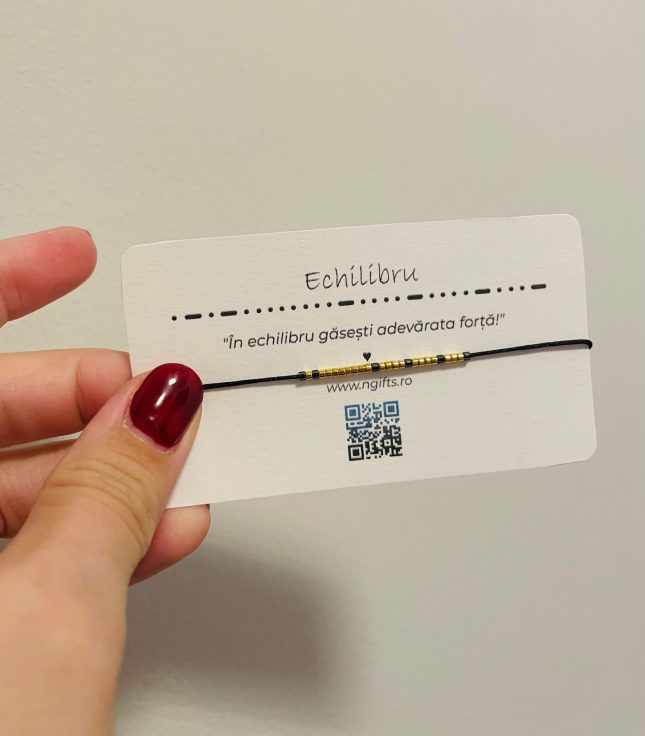 Echilibru
"În echilibru găsești adevărata forță!"
www.ngifts.ro